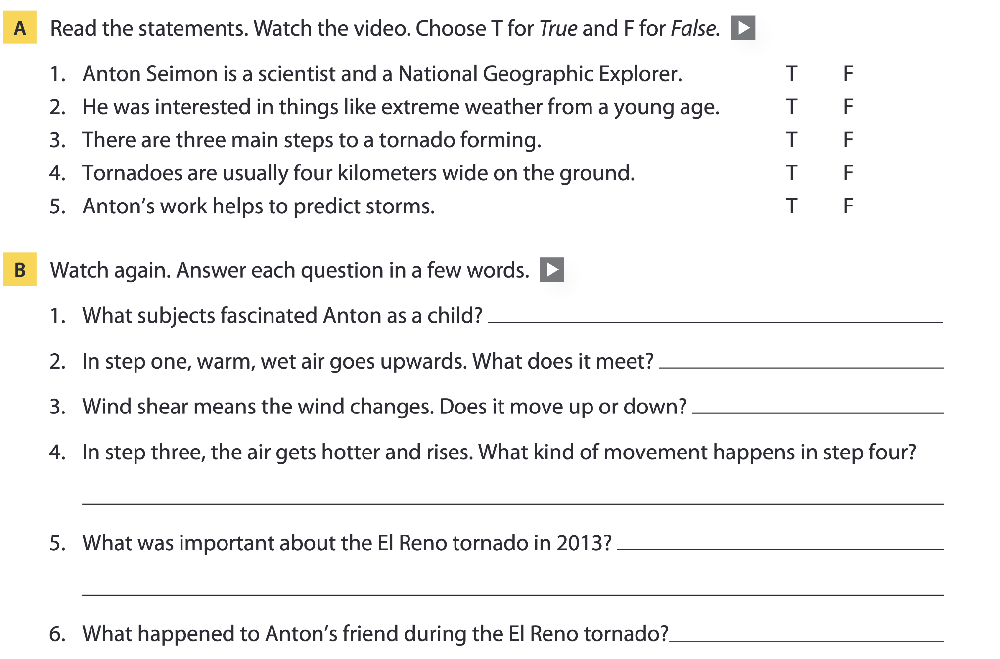 A Read the statements. Watch the video. Choose T for True and F for False.
1. Anton Seimon is a scientist and a National Geographic Explorer. T F
2. He was interested in things like extreme weather from a young age. T F
3. There are three main steps to a tornado forming. T F
4. Tornadoes are usually four kilometers wide on the ground. T F
5. Anton’s work helps to predict storms. T F
B Watch again. Answer each question in a few words.
1. What subjects fascinated Anton as a child?
2. In step one, warm, wet air goes upwards. What does it meet?
3. Wind shear means the wind changes. Does it move up or down?
4. In step three, the air gets hotter and rises. What kind of movement happens in step four?
5. What was important about the El Reno tornado in 2013?
6. What happened to Anton’s friend during the El Reno tornado?